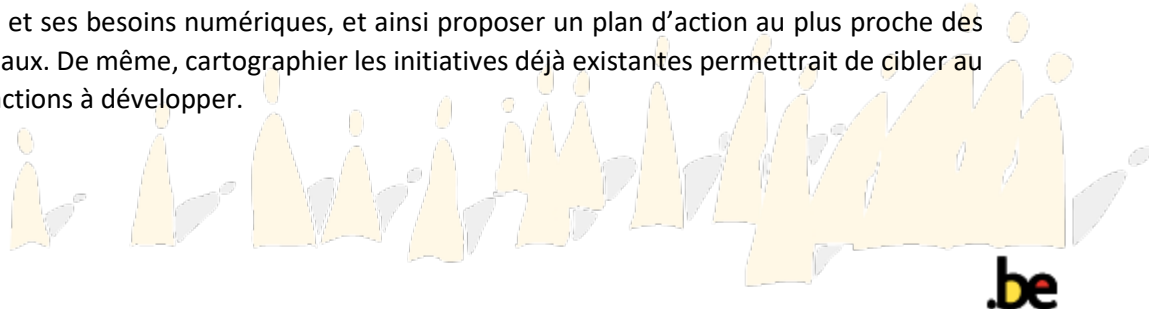 et ses besoins numériques, et ainsi proposer un plan d’action au plus proche des
aux. De même, cartographier les initiatives déjà existantes permettrait de cibler au
ctions à développer.
.be